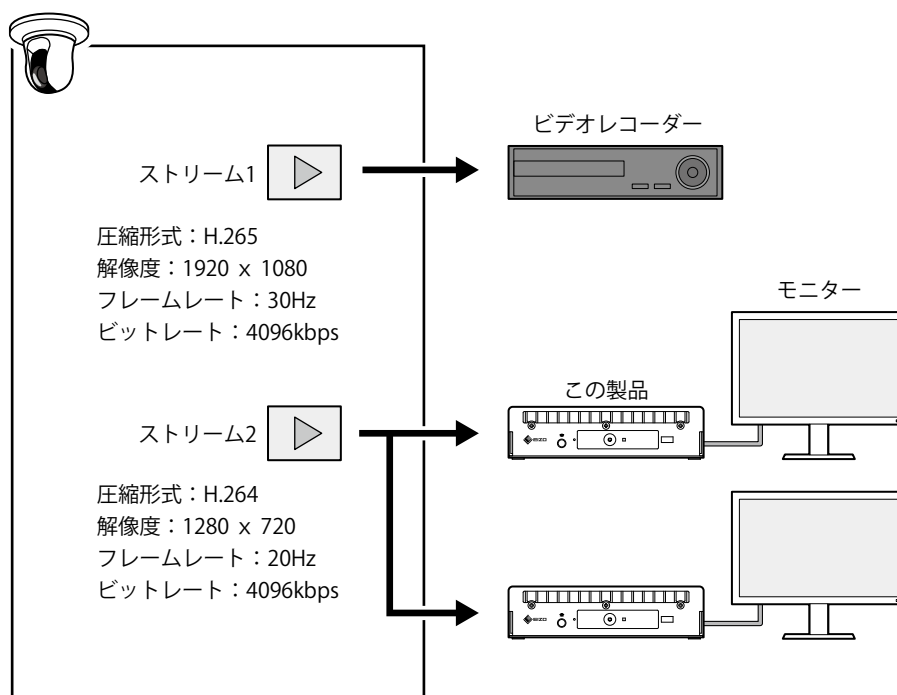 ビデオレコーダー
ストリーム1
圧縮形式：H.265
解像度：1920 x 1080
フレームレート：30Hz
ビットレート：4096kbps
モニター
この製品
ストリーム2
EIZO
圧縮形式：H.264
解像度：1280 x 720
フレームレート：20Hz
ビットレート：4096kbps
EIZO